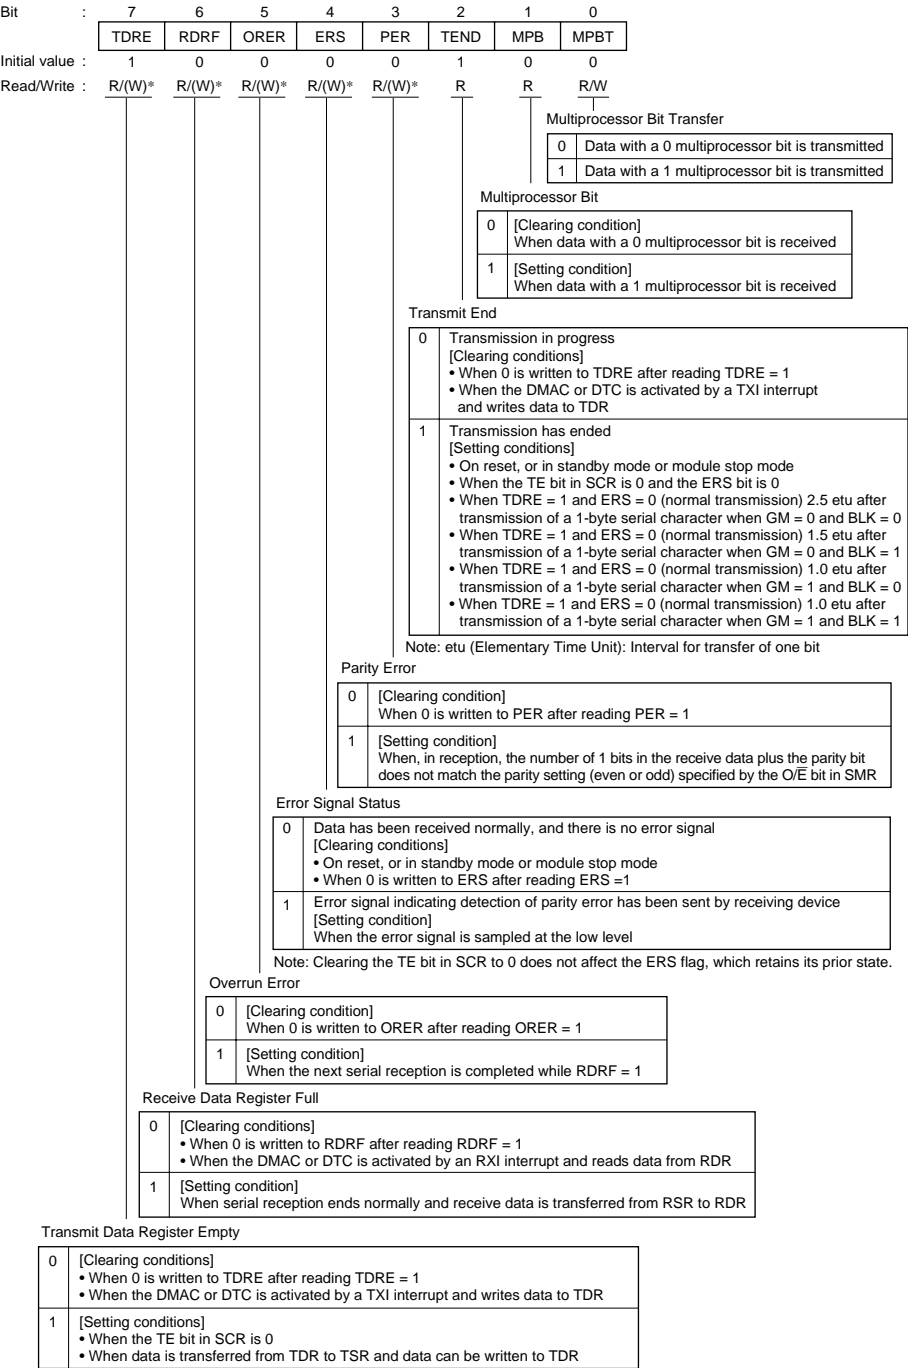 Bit : 7 6 5 4 3 2 1 0
TDRE RDRF ORER ERS PER TEND MPB MPBT
Initial value : 1 0 0 0 0 1 0 0
Read/Write : R/(W)* R/(W)* R/(W)* R/(W)* R/(W)* R R R/W
Multiprocessor Bit Transfer
0 Data with a 0 multiprocessor bit is transmitted
1 Data with a 1 multiprocessor bit is transmitted
Multiprocessor Bit
0 [Clearing condition]
When data with a 0 multiprocessor bit is received
1 [Setting condition]
When data with a 1 multiprocessor bit is received
Transmit End
0 Transmission in progress
[Clearing conditions]
• When 0 is written to TDRE after reading TDRE = 1
• When the DMAC or DTC is activated by a TXI interrupt
and writes data to TDR
1 Transmission has ended
[Setting conditions]
• On reset, or in standby mode or module stop mode
• When the TE bit in SCR is 0 and the ERS bit is 0
• When TDRE = 1 and ERS = 0 (normal transmission) 2.5 etu after
transmission of a 1-byte serial character when GM = 0 and BLK = 0
• When TDRE = 1 and ERS = 0 (normal transmission) 1.5 etu after
transmission of a 1-byte serial character when GM = 0 and BLK = 1
• When TDRE = 1 and ERS = 0 (normal transmission) 1.0 etu after
transmission of a 1-byte serial character when GM = 1 and BLK = 0
• When TDRE = 1 and ERS = 0 (normal transmission) 1.0 etu after
transmission of a 1-byte serial character when GM = 1 and BLK = 1
Note: etu (Elementary Time Unit): Interval for transfer of one bit
Parity Error
0 [Clearing condition]
When 0 is written to PER after reading PER = 1
1 [Setting condition]
When, in reception, the number of 1 bits in the receive data plus the parity bit
does not match the parity setting (even or odd) specified by the O/E̅ bit in SMR
Error Signal Status
0 Data has been received normally, and there is no error signal
[Clearing conditions]
• On reset, or in standby mode or module stop mode
• When 0 is written to ERS after reading ERS =1
1 Error signal indicating detection of parity error has been sent by receiving device
[Setting condition]
When the error signal is sampled at the low level
Note: Clearing the TE bit in SCR to 0 does not affect the ERS flag, which retains its prior state.
Overrun Error
0 [Clearing condition]
When 0 is written to ORER after reading ORER = 1
1 [Setting condition]
When the next serial reception is completed while RDRF = 1
Receive Data Register Full
0 [Clearing conditions]
• When 0 is written to RDRF after reading RDRF = 1
• When the DMAC or DTC is activated by an RXI interrupt and reads data from RDR
1 [Setting condition]
When serial reception ends normally and receive data is transferred from RSR to RDR
Transmit Data Register Empty
0 [Clearing conditions]
• When 0 is written to TDRE after reading TDRE = 1
• When the DMAC or DTC is activated by a TXI interrupt and writes data to TDR
1 [Setting conditions]
• When the TE bit in SCR is 0
• When data is transferred from TDR to TSR and data can be written to TDR